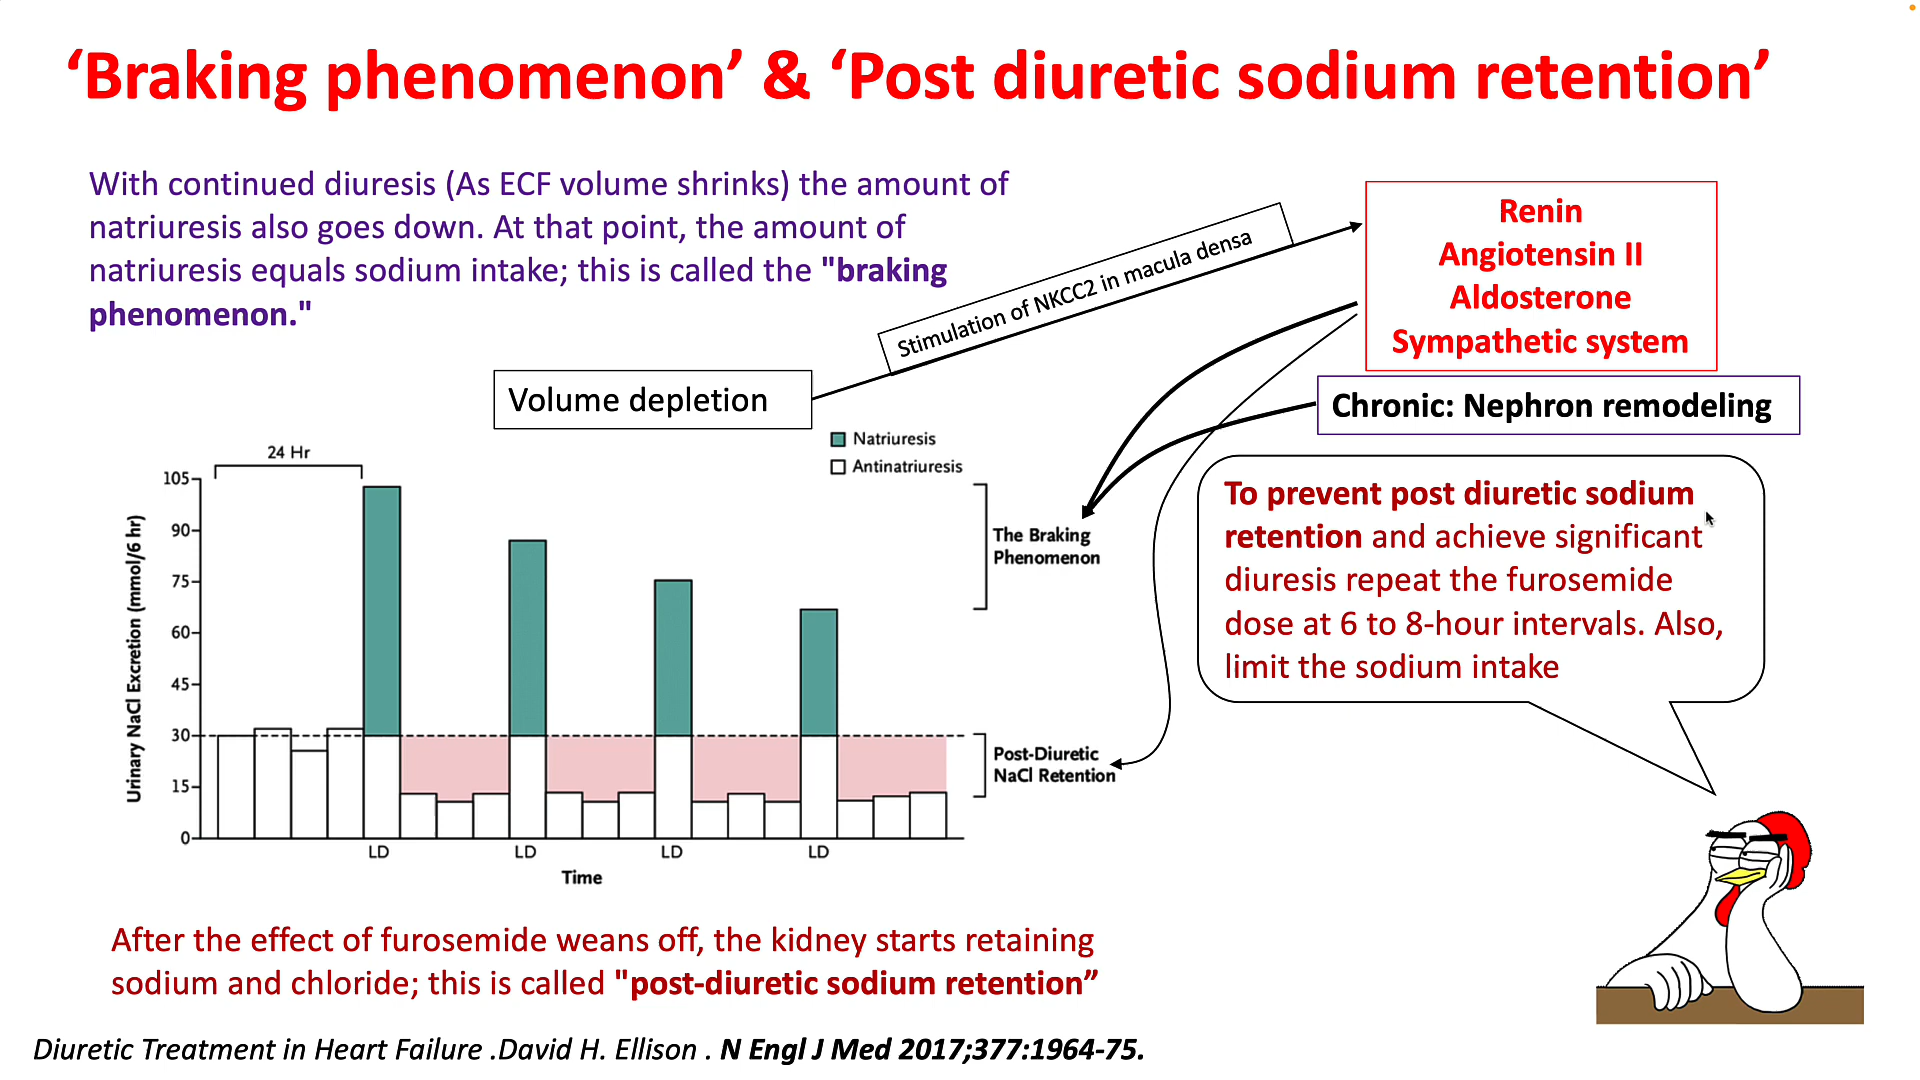 ‘Braking phenomenon’ & ‘Post diuretic sodium retention’
With continued diuresis (As ECF volume shrinks) the amount of
natriuresis also goes down. At that point, the amount of
natriuresis equals sodium intake; this is called the "braking
phenomenon."
Volume depletion
Stimulation of NKCC2 in macula densa
Renin
Angiotensin II
Aldosterone
Sympathetic system
Chronic: Nephron remodeling
To prevent post diuretic sodium
retention and achieve significant
diuresis repeat the furosemide
dose at 6 to 8-hour intervals. Also,
limit the sodium intake
Natriuresis
Antinatriuresis
24 Hr
Urinary NaCl Excretion (mmol/6 hr)
105
90
75
60
45
30
15
0
The Braking
Phenomenon
Post-Diuretic
NaCl Retention
LD
LD
LD
LD
Time
After the effect of furosemide weans off, the kidney starts retaining
sodium and chloride; this is called "post-diuretic sodium retention”
Diuretic Treatment in Heart Failure .David H. Ellison . N Engl J Med 2017;377:1964-75.